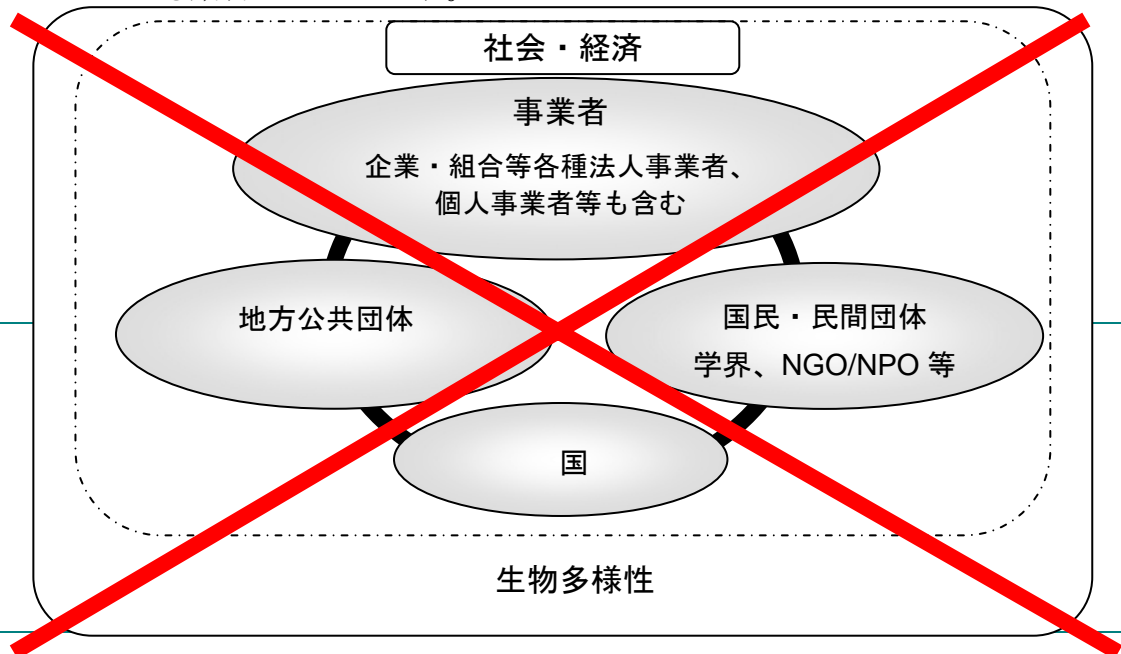 社会・経済
事業者
企業・組合等各種法人事業者、
個人事業者等も含む
地方公共団体
国民・民間団体
学界、NGO/NPO 等
国
生物多様性